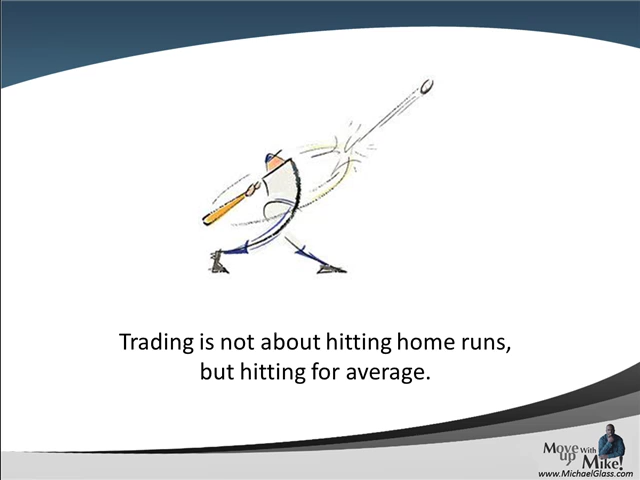 Trading is not about hitting home runs,
but hitting for average.
Move up With Mike!
www.MichaelGlass.com